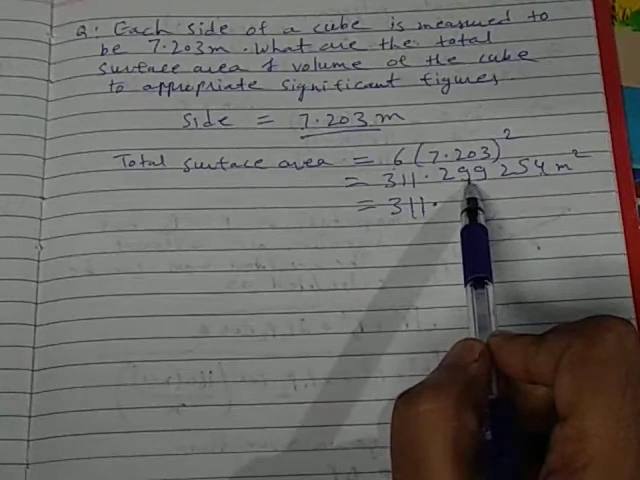 Q. Each side of a cube is measured to
be 7.203m. What are the total
surface area & volume of the cube
to appropriate significant figures
side = 7.203 m
Total surface area = 6(7.203)²
= 311.299254 m²
= 311.